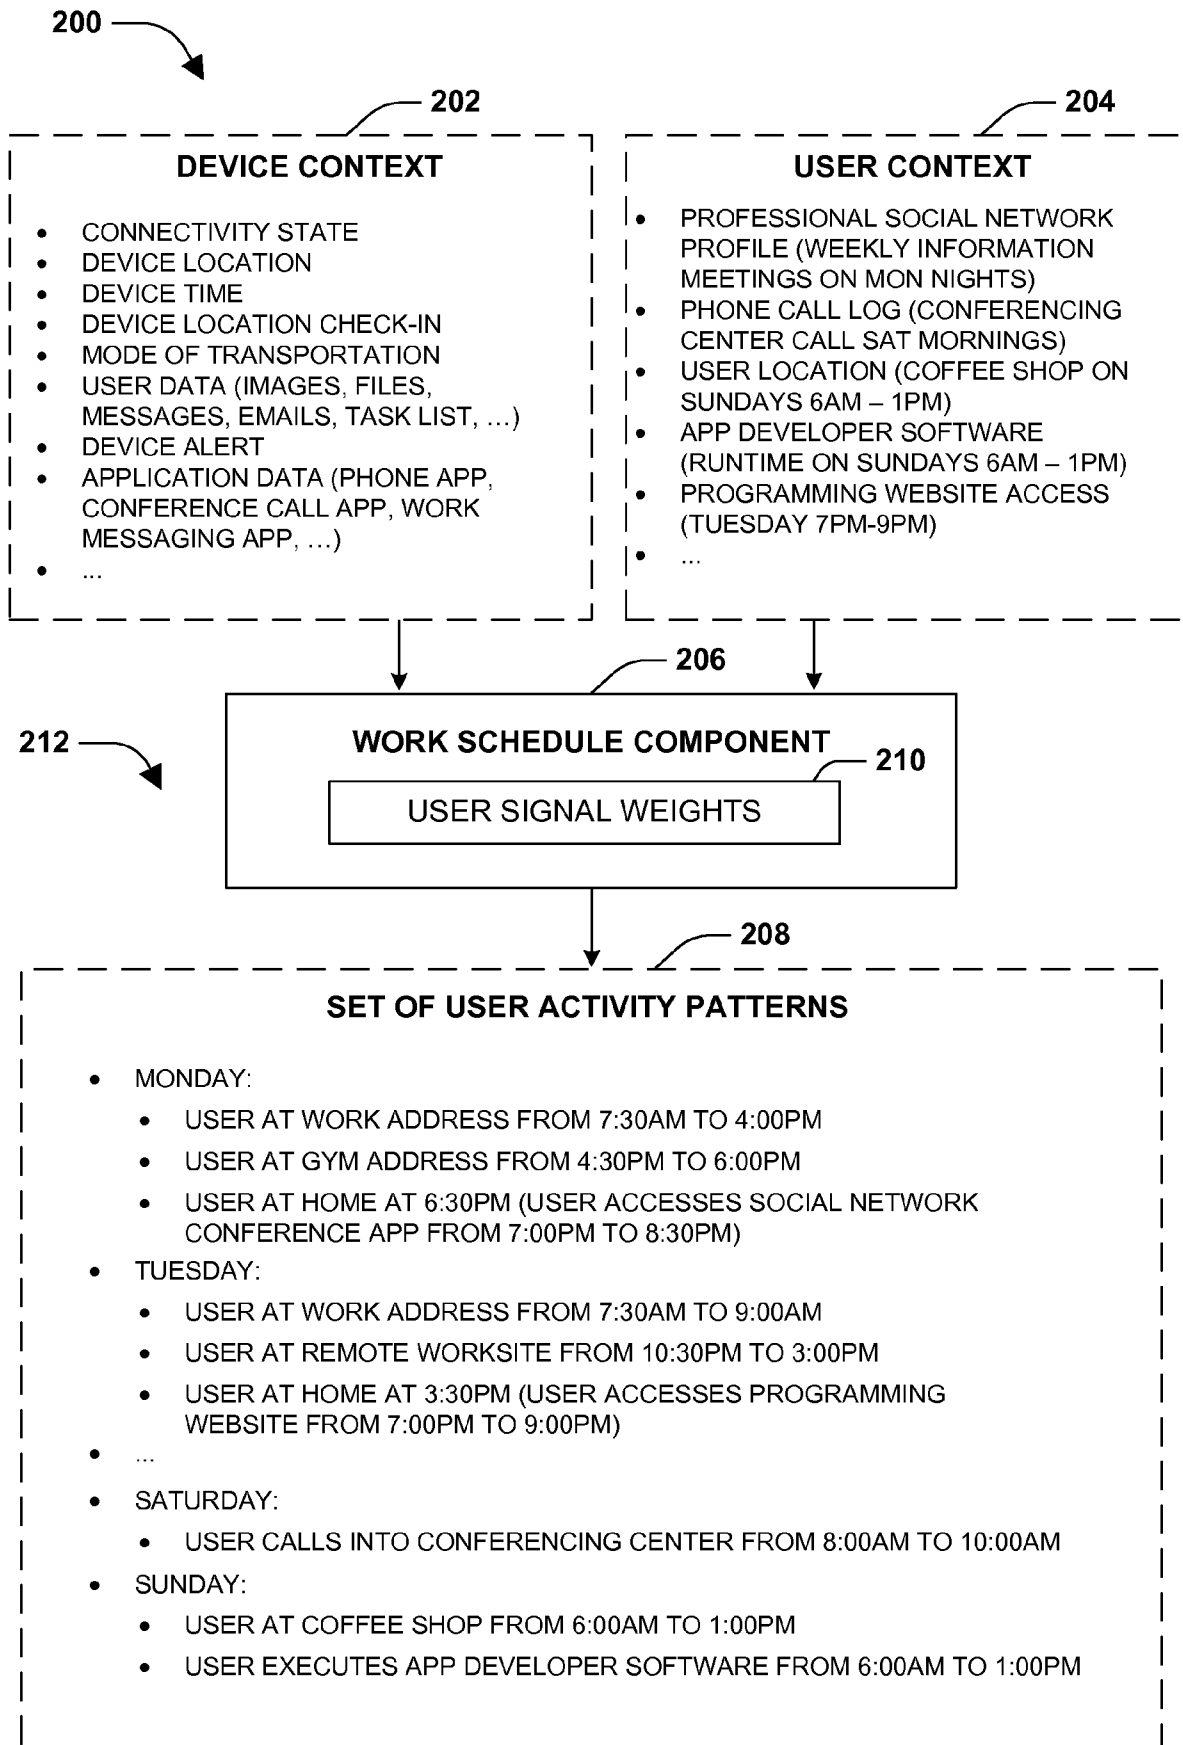 200
202
204
DEVICE CONTEXT
• CONNECTIVITY STATE
• DEVICE LOCATION
• DEVICE TIME
• DEVICE LOCATION CHECK-IN
• MODE OF TRANSPORTATION
• USER DATA (IMAGES, FILES,
MESSAGES, EMAILS, TASK LIST, ...)
• DEVICE ALERT
• APPLICATION DATA (PHONE APP,
CONFERENCE CALL APP, WORK
MESSAGING APP, ...)
• ...
USER CONTEXT
• PROFESSIONAL SOCIAL NETWORK
PROFILE (WEEKLY INFORMATION
MEETINGS ON MON NIGHTS)
• PHONE CALL LOG (CONFERENCING
CENTER CALL SAT MORNINGS)
• USER LOCATION (COFFEE SHOP ON
SUNDAYS 6AM – 1PM)
• APP DEVELOPER SOFTWARE
(RUNTIME ON SUNDAYS 6AM – 1PM)
• PROGRAMMING WEBSITE ACCESS
(TUESDAY 7PM-9PM)
• ...
206
212
WORK SCHEDULE COMPONENT
210
USER SIGNAL WEIGHTS
208
SET OF USER ACTIVITY PATTERNS
• MONDAY:
• USER AT WORK ADDRESS FROM 7:30AM TO 4:00PM
• USER AT GYM ADDRESS FROM 4:30PM TO 6:00PM
• USER AT HOME AT 6:30PM (USER ACCESSES SOCIAL NETWORK
CONFERENCE APP FROM 7:00PM TO 8:30PM)
• TUESDAY:
• USER AT WORK ADDRESS FROM 7:30AM TO 9:00AM
• USER AT REMOTE WORKSITE FROM 10:30PM TO 3:00PM
• USER AT HOME AT 3:30PM (USER ACCESSES PROGRAMMING
WEBSITE FROM 7:00PM TO 9:00PM)
• ...
• SATURDAY:
• USER CALLS INTO CONFERENCING CENTER FROM 8:00AM TO 10:00AM
• SUNDAY:
• USER AT COFFEE SHOP FROM 6:00AM TO 1:00PM
• USER EXECUTES APP DEVELOPER SOFTWARE FROM 6:00AM TO 1:00PM